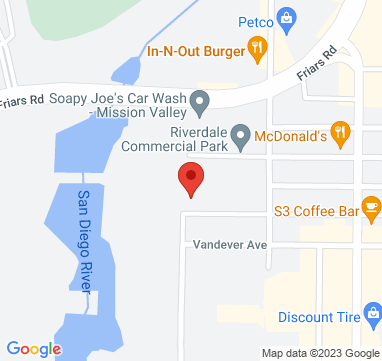 Petco
In-N-Out Burger
Friars Rd
Friars Rd
Soapy Joe's Car Wash
- Mission Valley
Riverdale
Commercial Park
McDonald's
San Diego River
S3 Coffee Bar
Vandever Ave
Discount Tire
Google
Map data ©2023 Google